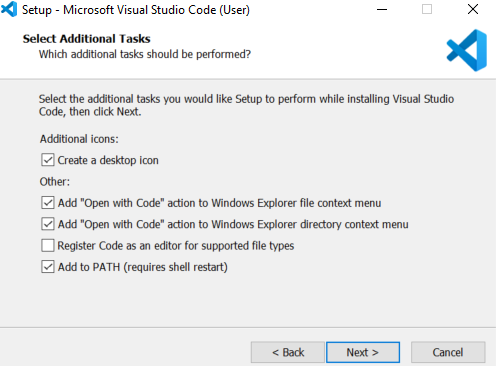 Setup - Microsoft Visual Studio Code (User)
Select Additional Tasks
Which additional tasks should be performed?
Select the additional tasks you would like Setup to perform while installing Visual Studio
Code, then click Next.
Additional icons:
Create a desktop icon
Other:
Add "Open with Code" action to Windows Explorer file context menu
Add "Open with Code" action to Windows Explorer directory context menu
Register Code as an editor for supported file types
Add to PATH (requires shell restart)
< Back Next > Cancel